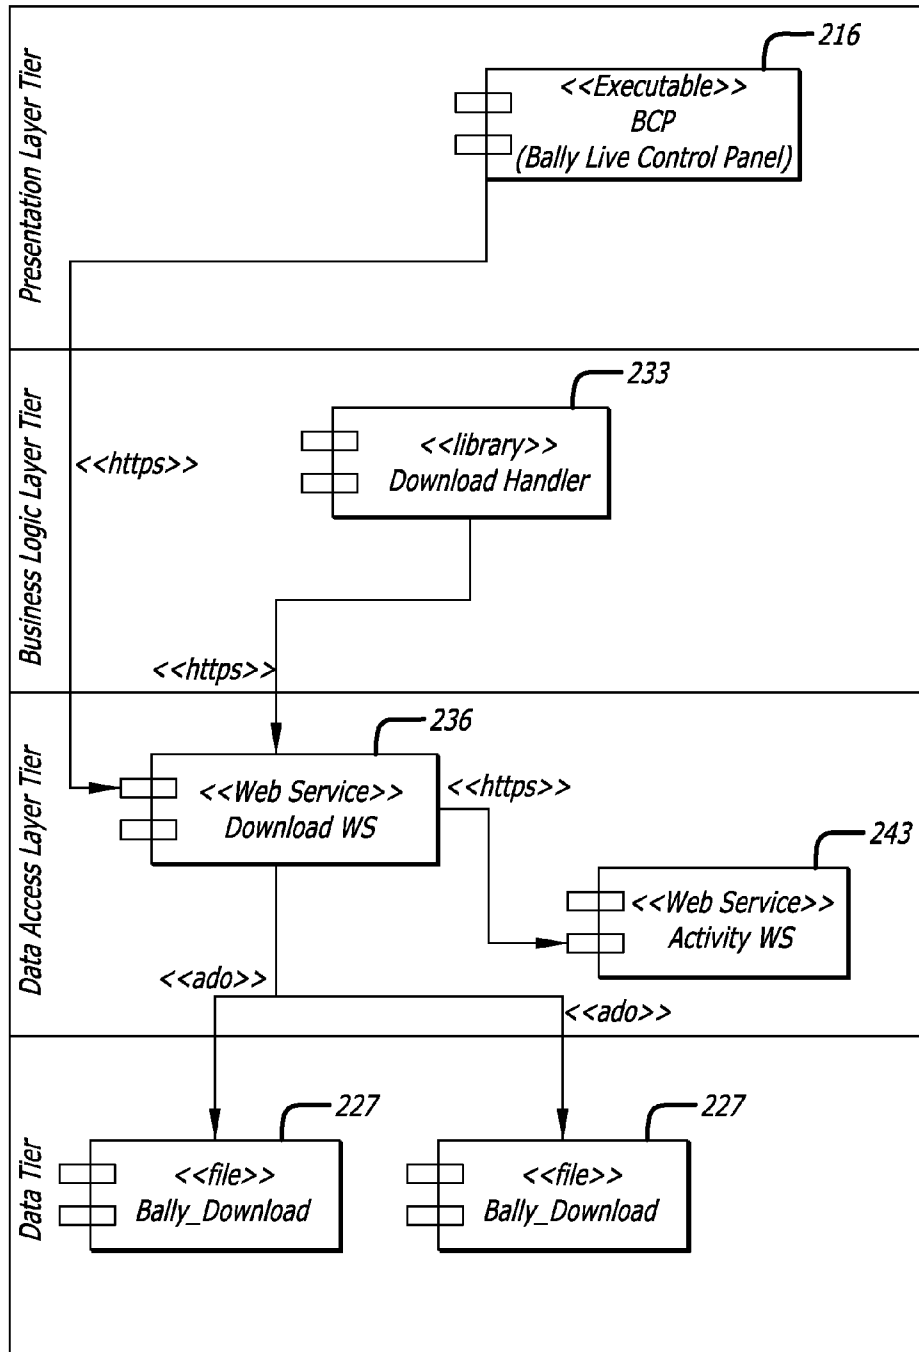 Presentation Layer Tier
216
<<Executable>>
BCP
(Bally Live Control Panel)
Business Logic Layer Tier
233
<<library>>
Download Handler
<<https>>
<<https>>
Data Access Layer Tier
236
<<Web Service>>
Download WS
<<https>>
243
<<Web Service>>
Activity WS
<<ado>>
<<ado>>
Data Tier
227
<<file>>
Bally_Download
227
<<file>>
Bally_Download